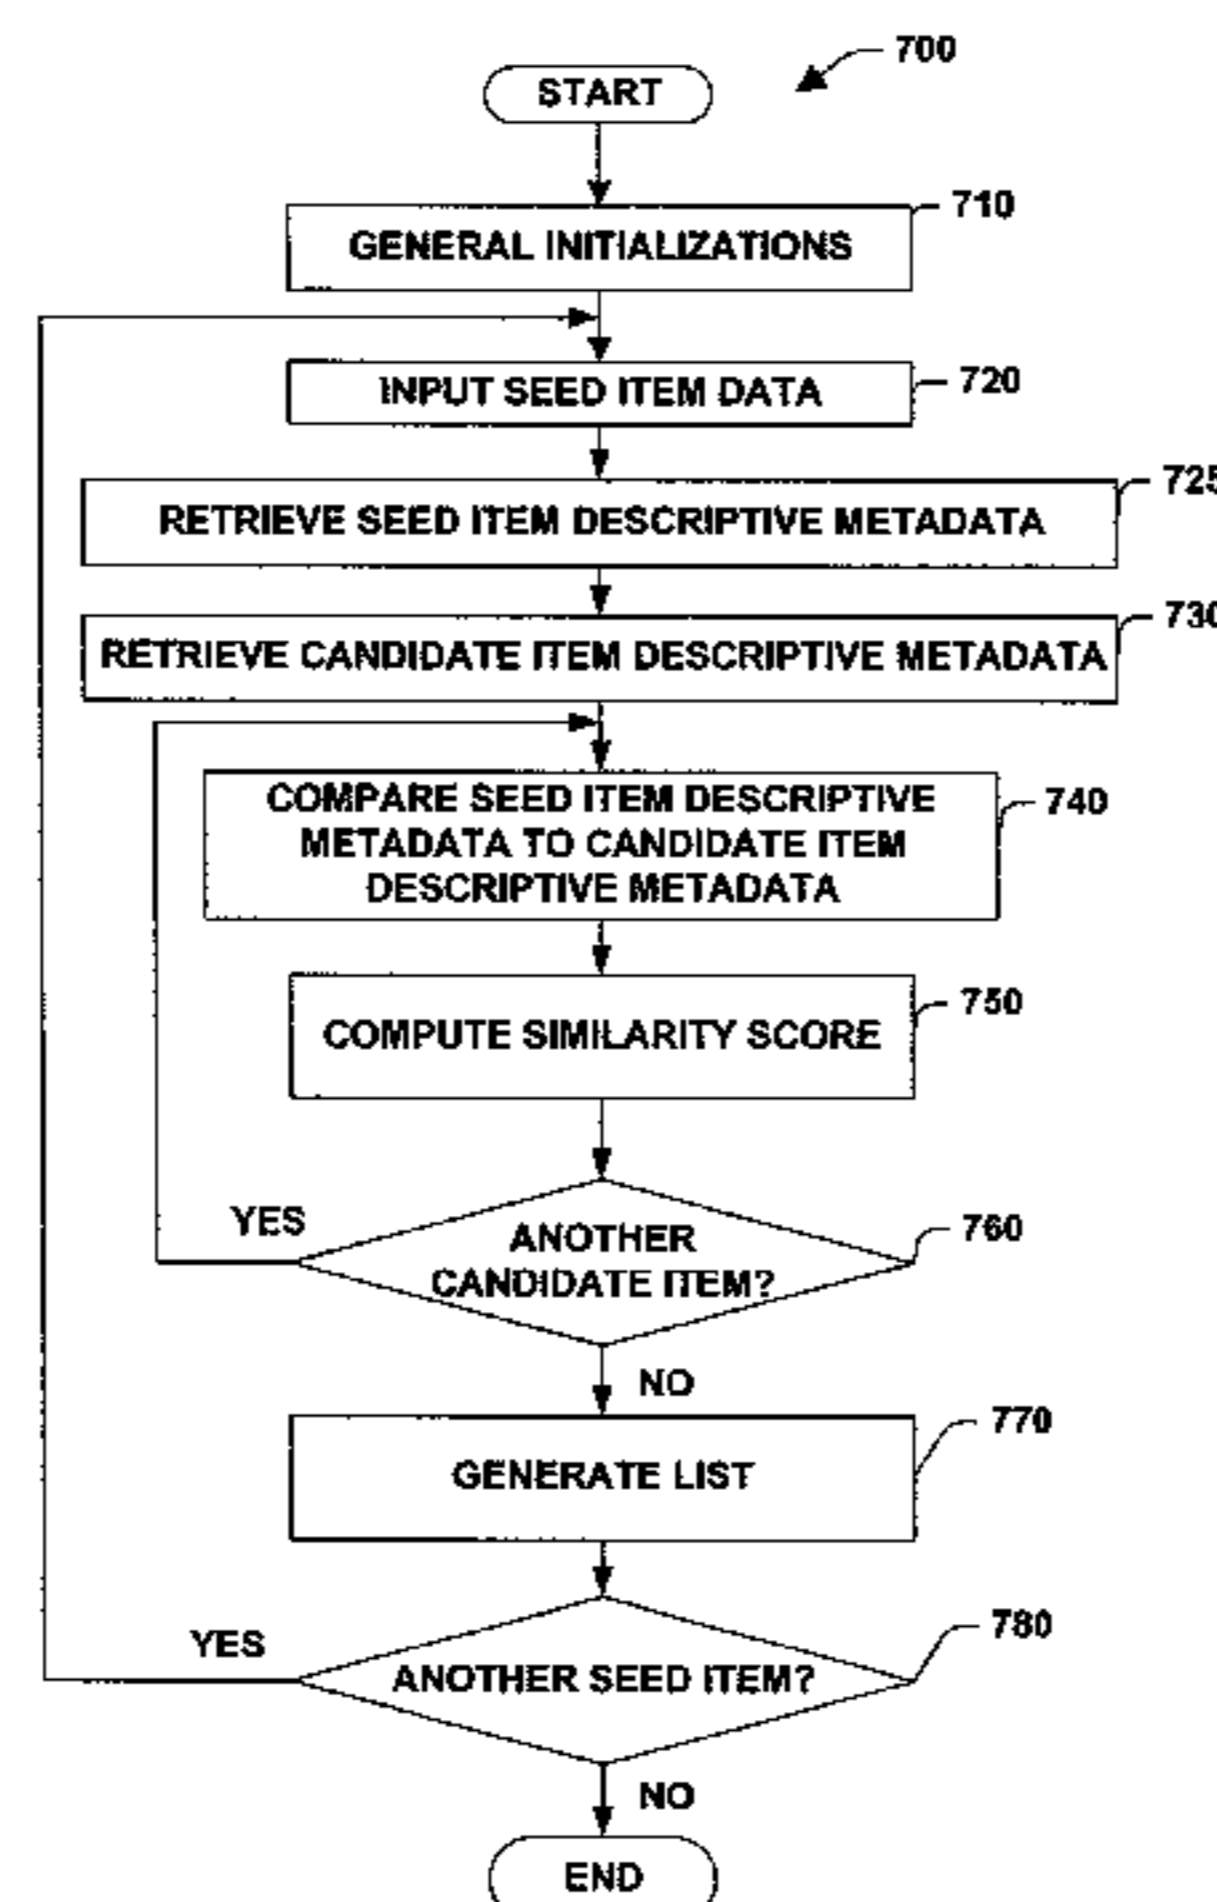 700
START
710
GENERAL INITIALIZATIONS
720
INPUT SEED ITEM DATA
725
RETRIEVE SEED ITEM DESCRIPTIVE METADATA
730
RETRIEVE CANDIDATE ITEM DESCRIPTIVE METADATA
COMPARE SEED ITEM DESCRIPTIVE
METADATA TO CANDIDATE ITEM
DESCRIPTIVE METADATA
740
750
COMPUTE SIMILARITY SCORE
YES
ANOTHER
CANDIDATE ITEM?
760
NO
770
GENERATE LIST
YES
ANOTHER SEED ITEM?
780
NO
END